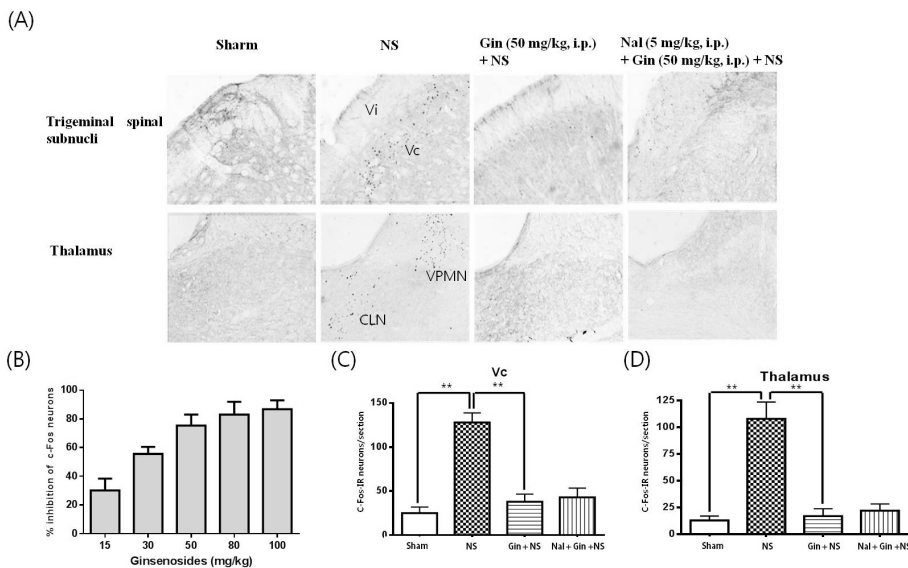 (A)
Sharm
NS
Gin (50 mg/kg, i.p.)
+ NS
Nal (5 mg/kg, i.p.)
+ Gin (50 mg/kg, i.p.) + NS
Trigeminal spinal
subnucli
Vi
Vc
Thalamus
VPMN
CLN
(B)
% inhibition of c-Fos neurons
100
80
60
40
20
0
15 30 50 80 100
Ginsenosides (mg/kg)
(C)
Vc
** **
C-Fos-IR neurons/section
150
100
50
0
Sham NS Gin + NS Nal + Gin +NS
(D)
Thalamus
** **
C-Fos-IR neurons/section
125
100
75
50
25
0
Sham NS Gin + NS Nal + Gin + NS